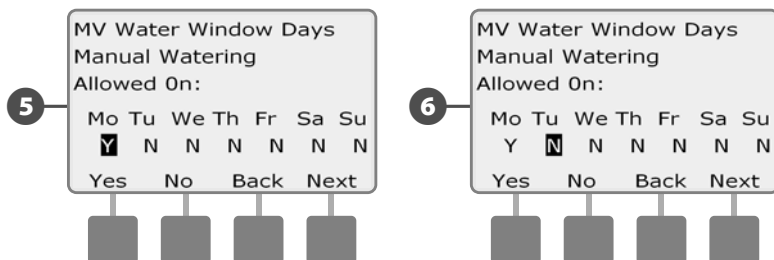 5
MV Water Window Days
Manual Watering
Allowed 0n:
Mo Tu We Th Fr Sa Su
Y N N N N N N
Yes No Back Next
6
MV Water Window Days
Manual Watering
Allowed 0n:
Mo Tu We Th Fr Sa Su
Y N N N N N N
Yes No Back Next